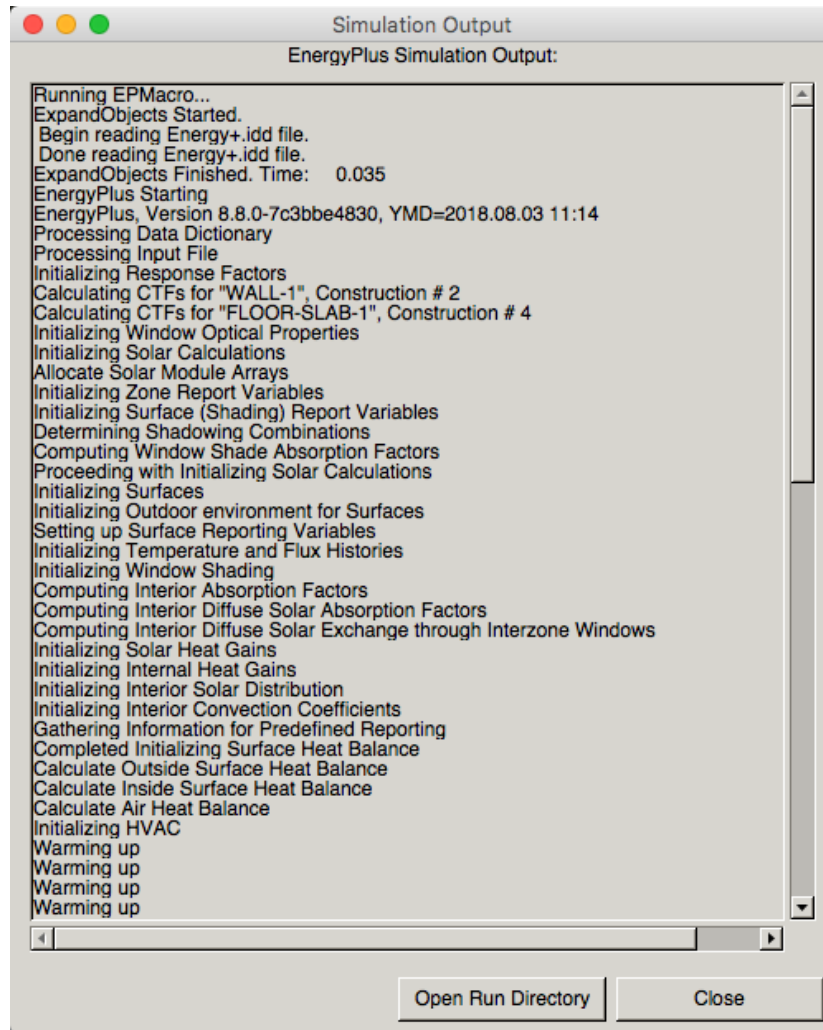 Simulation Output
EnergyPlus Simulation Output:
Running EPMacro...
ExpandObjects Started.
Begin reading Energy+.idd file.
Done reading Energy+.idd file.
ExpandObjects Finished. Time:    0.035
EnergyPlus Starting
EnergyPlus, Version 8.8.0-7c3bbe4830, YMD=2018.08.03 11:14
Processing Data Dictionary
Processing Input File
Initializing Response Factors
Calculating CTFs for "WALL-1", Construction # 2
Calculating CTFs for "FLOOR-SLAB-1", Construction # 4
Initializing Window Optical Properties
Initializing Solar Calculations
Allocate Solar Module Arrays
Initializing Zone Report Variables
Initializing Surface (Shading) Report Variables
Determining Shadowing Combinations
Computing Window Shade Absorption Factors
Proceeding with Initializing Solar Calculations
Initializing Surfaces
Initializing Outdoor environment for Surfaces
Setting up Surface Reporting Variables
Initializing Temperature and Flux Histories
Initializing Window Shading
Computing Interior Absorption Factors
Computing Interior Diffuse Solar Absorption Factors
Computing Interior Diffuse Solar Exchange through Interzone Windows
Initializing Solar Heat Gains
Initializing Internal Heat Gains
Initializing Interior Solar Distribution
Initializing Interior Convection Coefficients
Gathering Information for Predefined Reporting
Completed Initializing Surface Heat Balance
Calculate Outside Surface Heat Balance
Calculate Inside Surface Heat Balance
Calculate Air Heat Balance
Initializing HVAC
Warming up
Warming up
Warming up
Warming up
Open Run Directory
Close